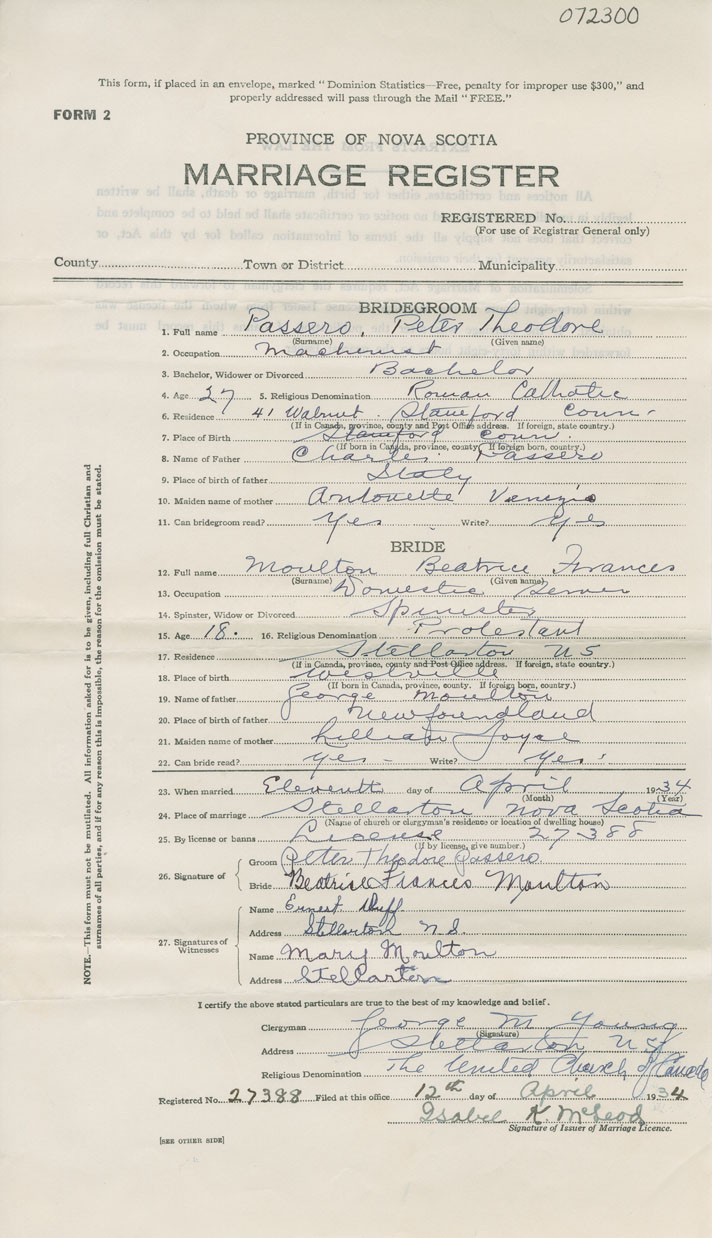 072300
This form, if placed in an envelope, marked "Dominion Statistics—Free, penalty for improper use $300," and
properly addressed will pass through the Mail "FREE."
FORM 2
PROVINCE OF NOVA SCOTIA
MARRIAGE REGISTER
REGISTERED No.
(For use of Registrar General only)
County Town or District Municipality
BRIDEGROOM
1. Full name Passero, Peter Theodore
(Surname) (Given name)
2. Occupation Machinist
3. Bachelor, Widower or Divorced Bachelor
4. Age 27 5. Religious Denomination Roman Catholic
6. Residence 41 Walnut. Stamford Conn.
(If in Canada, province, county and Post Office address. If foreign, state country.)
7. Place of Birth Stamford Conn.
(If born in Canada, province, county. If foreign born, country.)
8. Name of Father Charles Passero
9. Place of birth of father Italy
10. Maiden name of mother Antonette Venezia
11. Can bridegroom read? Yes Write? Yes
BRIDE
12. Full name Moulton Beatrice Frances
(Surname) (Given name)
13. Occupation Domestic
14. Spinster, Widow or Divorced Spinster
15. Age 18. 16. Religious Denomination Protestant
17. Residence Stellarton NS
(If in Canada, province, county and Post Office address. If foreign, state country.)
18. Place of birth Westville
(If born in Canada, province, county. If foreign born, country.)
19. Name of father George Moulton
20. Place of birth of father Newfoundland
21. Maiden name of mother Lillian Joyce
22. Can bride read? Yes - Write? Yes
23. When married Eleventh day of April 1934
(Month) (Year)
24. Place of marriage Stellarton Nova Scotia
(Name of church or clergyman's residence or location of dwelling house)
25. By license or banns License 27388
(If by license, give number.)
26. Signature of
Groom Peter Theodore Passero
Bride Beatrice Frances Moulton
27. Signatures of Witnesses
Name Ernest Duff
Address Stellarton N.S.
Name Mary Moulton
Address Stellarton
I certify the above stated particulars are true to the best of my knowledge and belief.
Clergyman George M Young
(Signature)
Address Stellarton NS
Religious Denomination The United Church of Canada
Registered No. 27388 Filed at this office 12th day of April 1934
Isabel K. McLeod
Signature of Issuer of Marriage Licence.
[SEE OTHER SIDE]
NOTE.—This form must not be mutilated. All information asked for is to be given, including full Christian and
surnames of all parties, and if for any reason this is impossible, the reason for the omission must be stated.